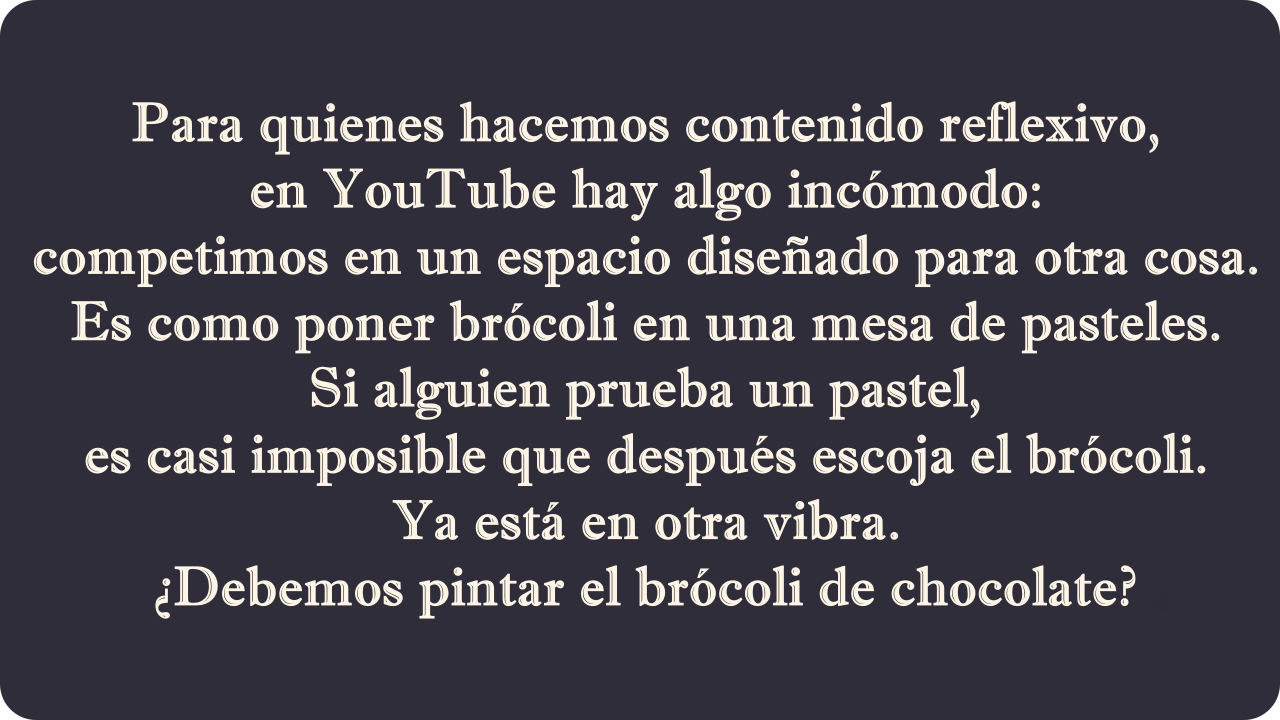 Para quienes hacemos contenido reflexivo,
en YouTube hay algo incómodo:
competimos en un espacio diseñado para otra cosa.
Es como poner brócoli en una mesa de pasteles.
Si alguien prueba un pastel,
es casi imposible que después escoja el brócoli.
Ya está en otra vibra.
¿Debemos pintar el brócoli de chocolate?